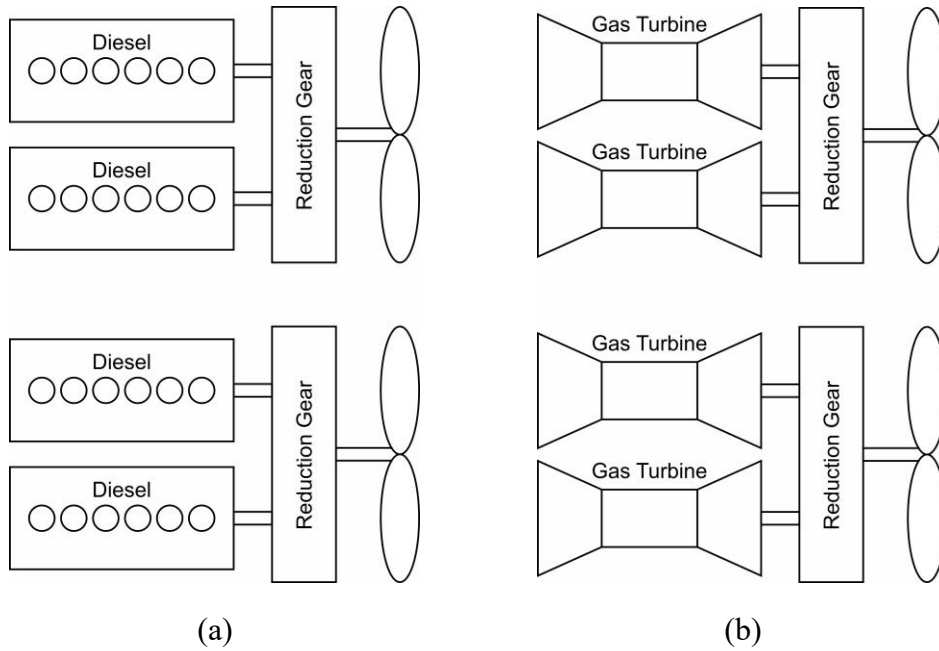 Diesel
Diesel
Reduction Gear
Diesel
Diesel
Reduction Gear
(a)
Gas Turbine
Gas Turbine
Reduction Gear
Gas Turbine
Gas Turbine
Reduction Gear
(b)